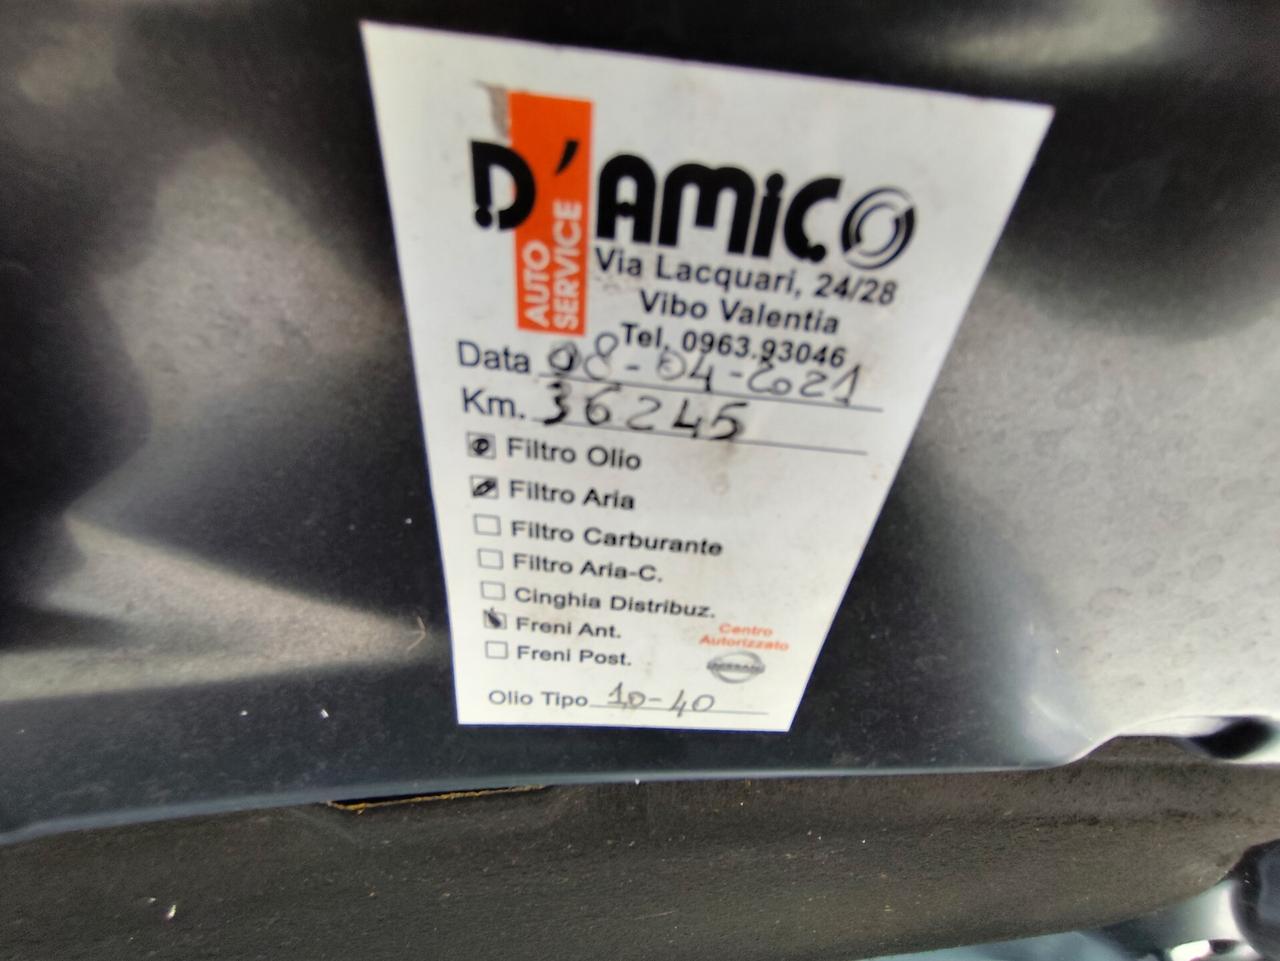 D'AMICO
AUTO
SERVICE
Via Lacquari, 24/28
Vibo Valentia
Tel. 0963.93046
Data 08-04-2021
Km. 36245
Filtro Olio
Filtro Aria
Filtro Carburante
Filtro Aria-C.
Cinghia Distribuz.
Freni Ant.
Freni Post.
Centro
Autorizzato
NISSAN
Olio Tipo 10-40